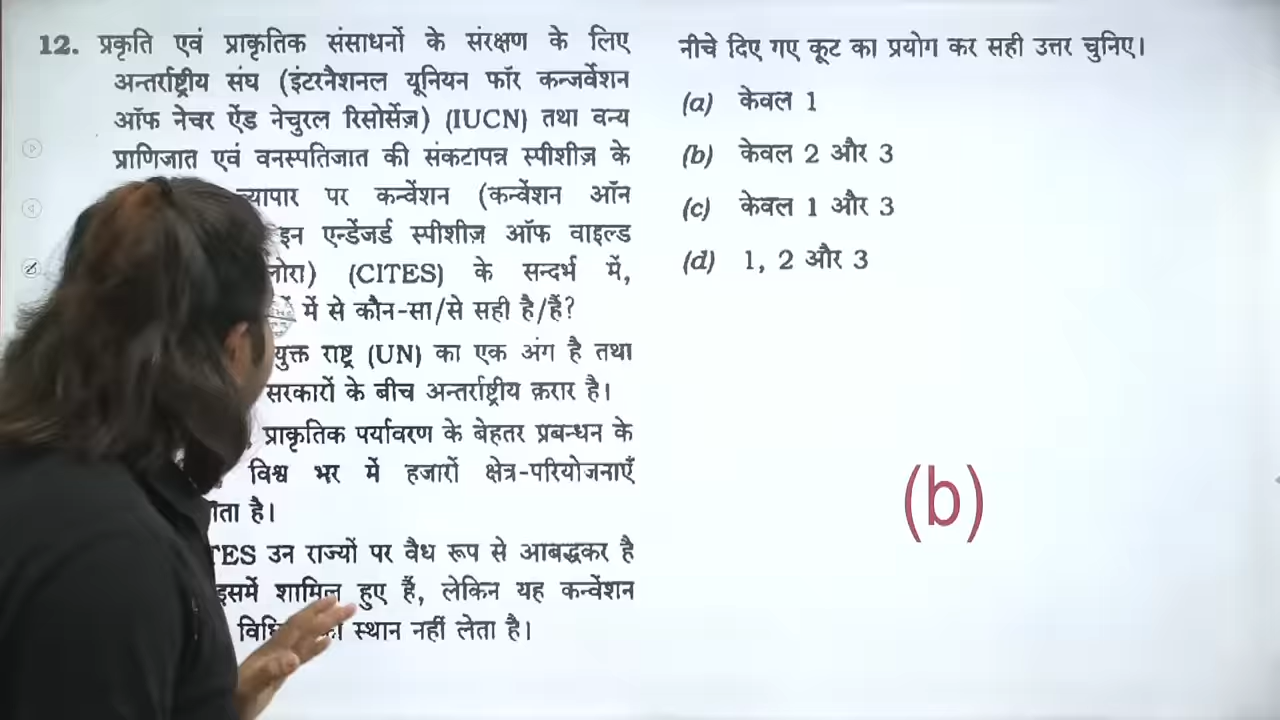 12. प्रकृति एवं प्राकृतिक संसाधनों के संरक्षण के लिए
अन्तर्राष्ट्रीय संघ (इंटरनैशनल यूनियन फॉर कन्जर्वेशन
ऑफ नेचर ऐंड नेचुरल रिसोर्सेज़) (IUCN) तथा वन्य
प्राणिजात एवं वनस्पतिजात की संकटापन्न स्पीशीज़ के
व्यापार पर कन्वेंशन (कन्वेंशन ऑन
इन एन्डेंजर्ड स्पीशीज़ ऑफ वाइल्ड
(CITES) के सन्दर्भ में,
में से कौन-सा/से सही है/हैं?
राष्ट्र (UN) का एक अंग है तथा
सरकारों के बीच अन्तर्राष्ट्रीय क़रार है।
प्राकृतिक पर्यावरण के बेहतर प्रबन्धन के
विश्व भर में हजारों क्षेत्र-परियोजनाएँ
है।
उन राज्यों पर वैध रूप से आबद्धकर है
इसमें शामिल हुए हैं, लेकिन यह कन्वेंशन
स्थान नहीं लेता है।
नीचे दिए गए कूट का प्रयोग कर सही उत्तर चुनिए।
(a) केवल 1
(b) केवल 2 और 3
(c) केवल 1 और 3
(d) 1, 2 और 3
(b)